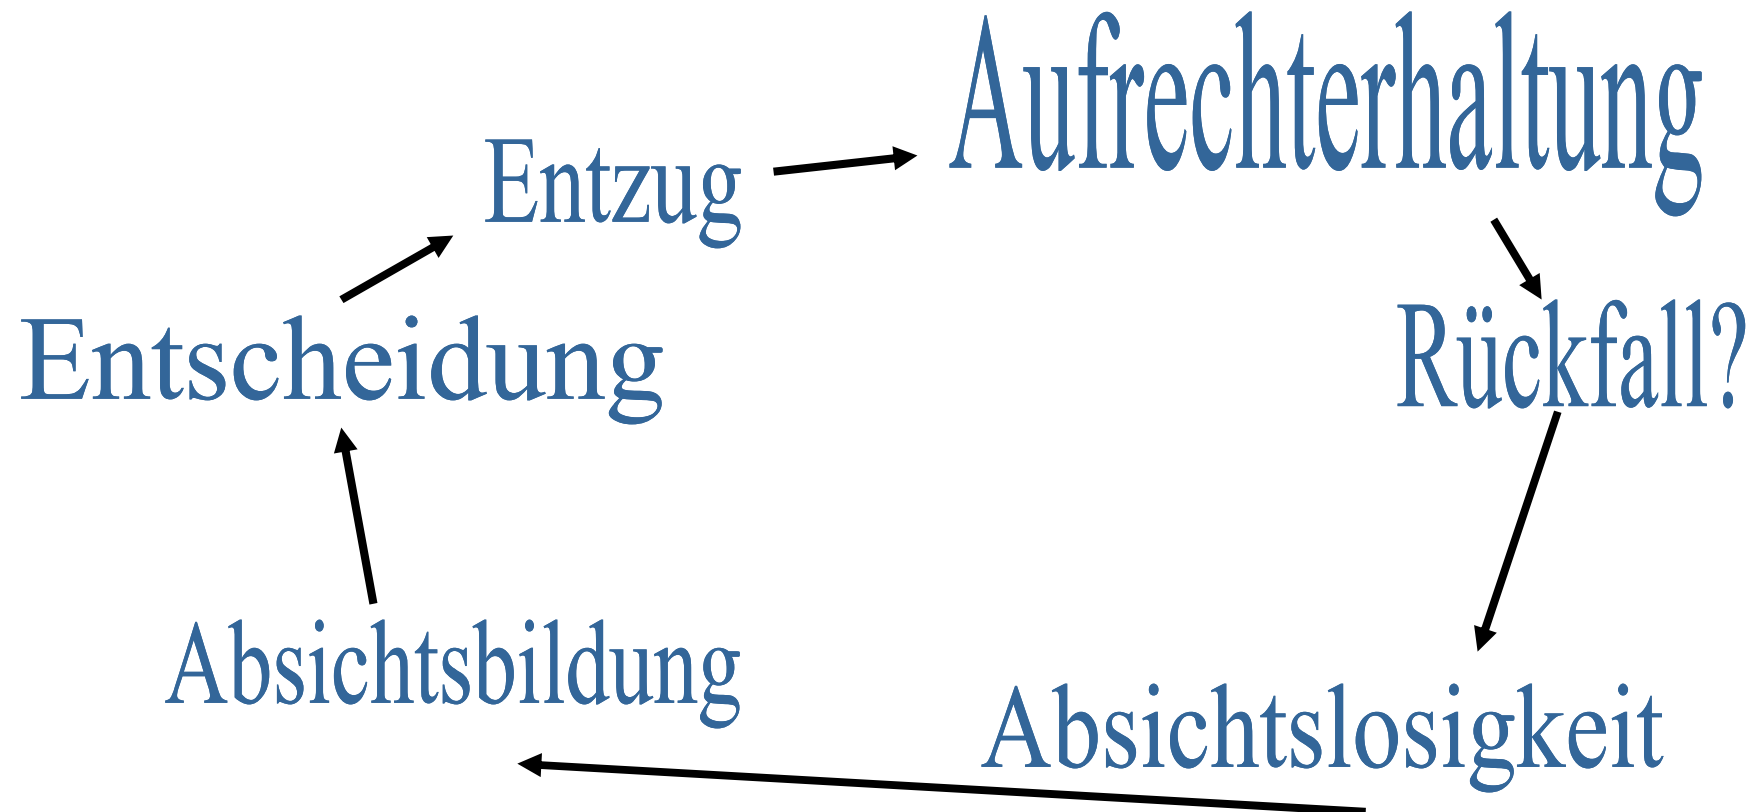 Aufrechterhaltung
Entzug
Rückfall?
Entscheidung
Absichtsbildung
Absichtslosigkeit